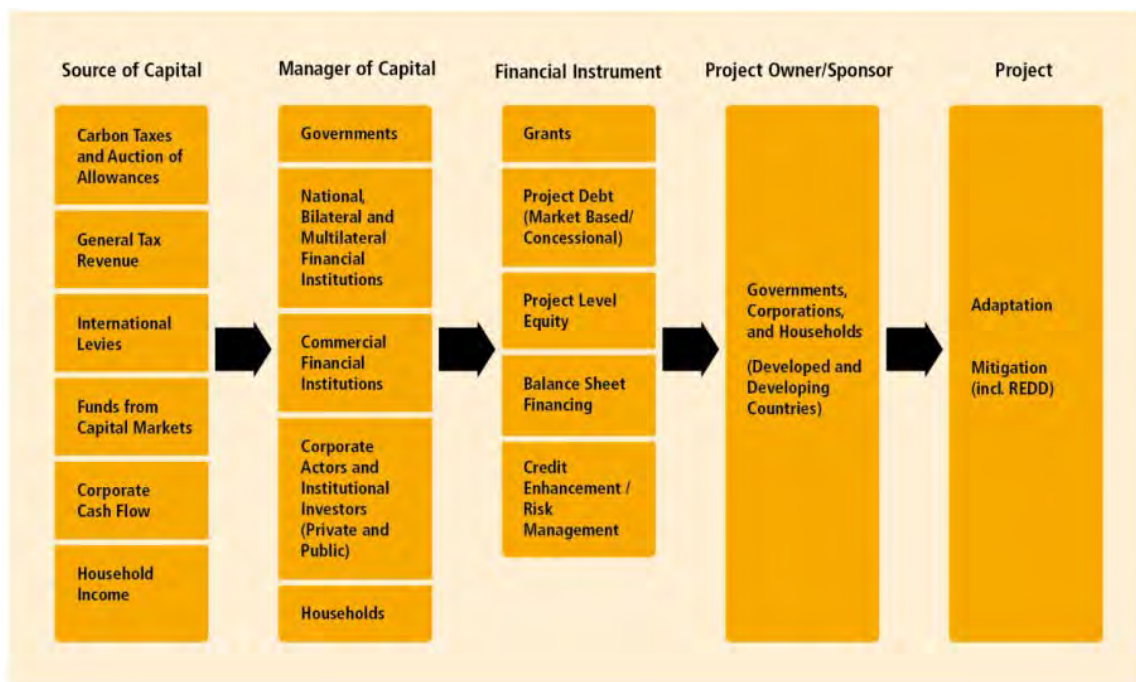 Source of Capital
Manager of Capital
Financial Instrument
Project Owner/Sponsor
Project
Carbon Taxes
and Auction of
Allowances
General Tax
Revenue
International
Levies
Funds from
Capital Markets
Corporate
Cash Flow
Household
Income
Governments
National,
Bilateral and
Multilateral
Financial
Institutions
Commercial
Financial
Institutions
Corporate
Actors and
Institutional
Investors
(Private and
Public)
Households
Grants
Project Debt
(Market Based/
Concessional)
Project Level
Equity
Balance Sheet
Financing
Credit
Enhancement /
Risk
Management
Governments,
Corporations,
and Households
(Developed and
Developing
Countries)
Adaptation
Mitigation
(incl. REDD)